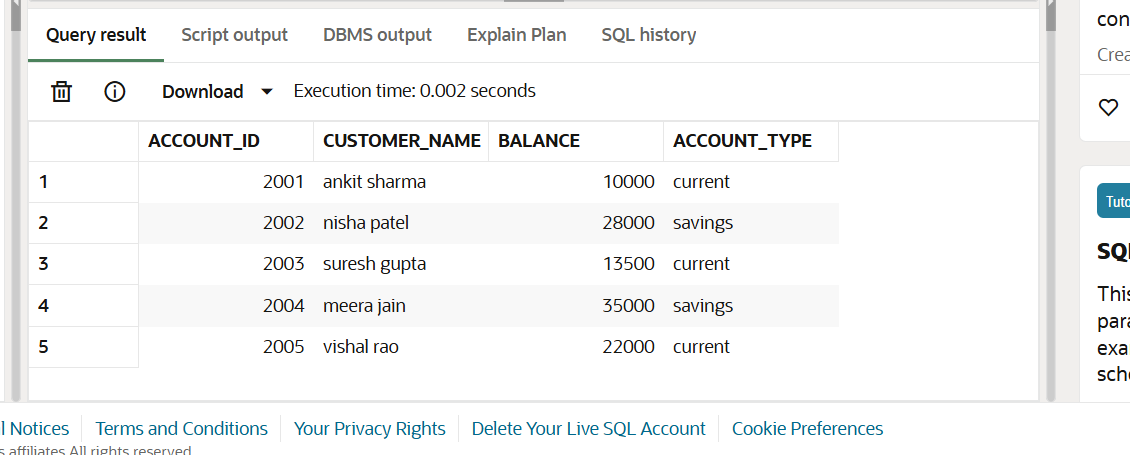 con
Query result Script output DBMS output Explain Plan SQL history
Download Execution time: 0.002 seconds
ACCOUNT_ID CUSTOMER_NAME BALANCE ACCOUNT_TYPE
1 2001 ankit sharma 10000 current
2 2002 nisha patel 28000 savings
3 2003 suresh gupta 13500 current
4 2004 meera jain 35000 savings
5 2005 vishal rao 22000 current
Crea
Tuto
SQL
This
para
exa
sche
l Notices Terms and Conditions Your Privacy Rights Delete Your Live SQL Account Cookie Preferences
s affiliates All rights reserved